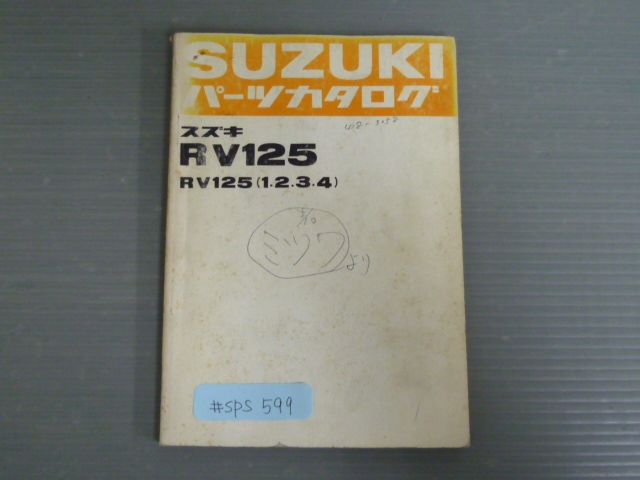 SUZUKI
パーツカタログ
スズキ
RV125
RV125(1·2·3·4)
ミツワ
より
#SPS 599